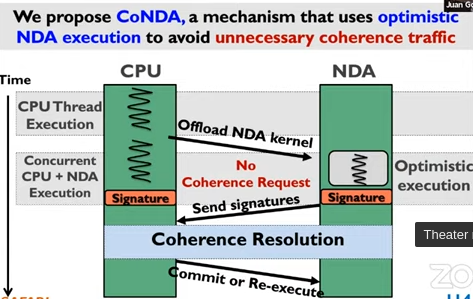 Juan Go
We propose CoNDA, a mechanism that uses optimistic
NDA execution to avoid unnecessary coherence traffic
Time
CPU
NDA
CPU Thread
Execution
Offload NDA kernel
Concurrent
CPU + NDA
Execution
No
Coherence Request
Optimistic
execution
Signature
Signature
Send signatures
Theater
Coherence Resolution
Commit or Re-execute
SAFARI